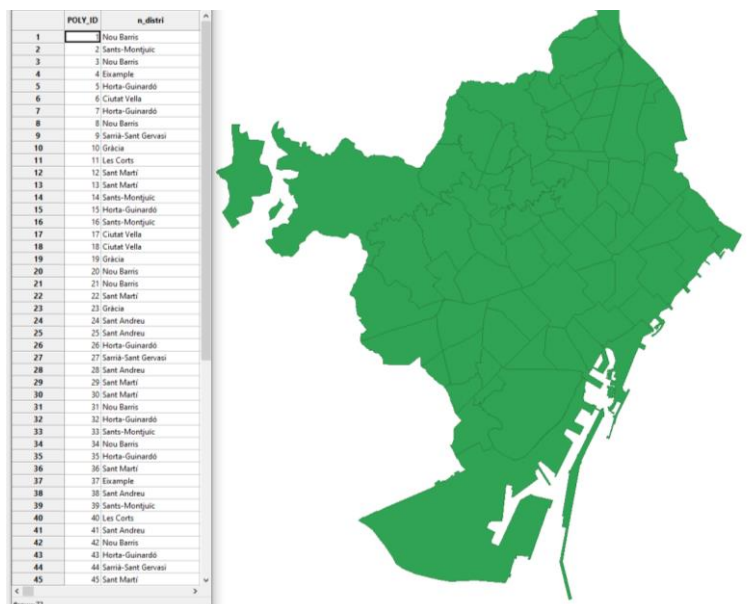 POLY_ID n_distri
1 1 Nou Barris
2 2 Sants-Montjuïc
3 3 Nou Barris
4 4 Eixample
5 5 Horta-Guinardó
6 6 Ciutat Vella
7 7 Horta-Guinardó
8 8 Nou Barris
9 9 Sarrià-Sant Gervasi
10 10 Gràcia
11 11 Les Corts
12 12 Sant Martí
13 13 Sant Martí
14 14 Sants-Montjuïc
15 15 Horta-Guinardó
16 16 Sants-Montjuïc
17 17 Ciutat Vella
18 18 Ciutat Vella
19 19 Gràcia
20 20 Nou Barris
21 21 Nou Barris
22 22 Sant Martí
23 23 Gràcia
24 24 Sant Andreu
25 25 Sant Andreu
26 26 Horta-Guinardó
27 27 Sarrià-Sant Gervasi
28 28 Sant Andreu
29 29 Sant Martí
30 30 Sant Martí
31 31 Nou Barris
32 32 Horta-Guinardó
33 33 Sants-Montjuïc
34 34 Nou Barris
35 35 Horta-Guinardó
36 36 Sant Martí
37 37 Eixample
38 38 Sant Andreu
39 39 Sants-Montjuïc
40 40 Les Corts
41 41 Sant Andreu
42 42 Nou Barris
43 43 Horta-Guinardó
44 44 Sarrià-Sant Gervasi
45 45 Sant Martí